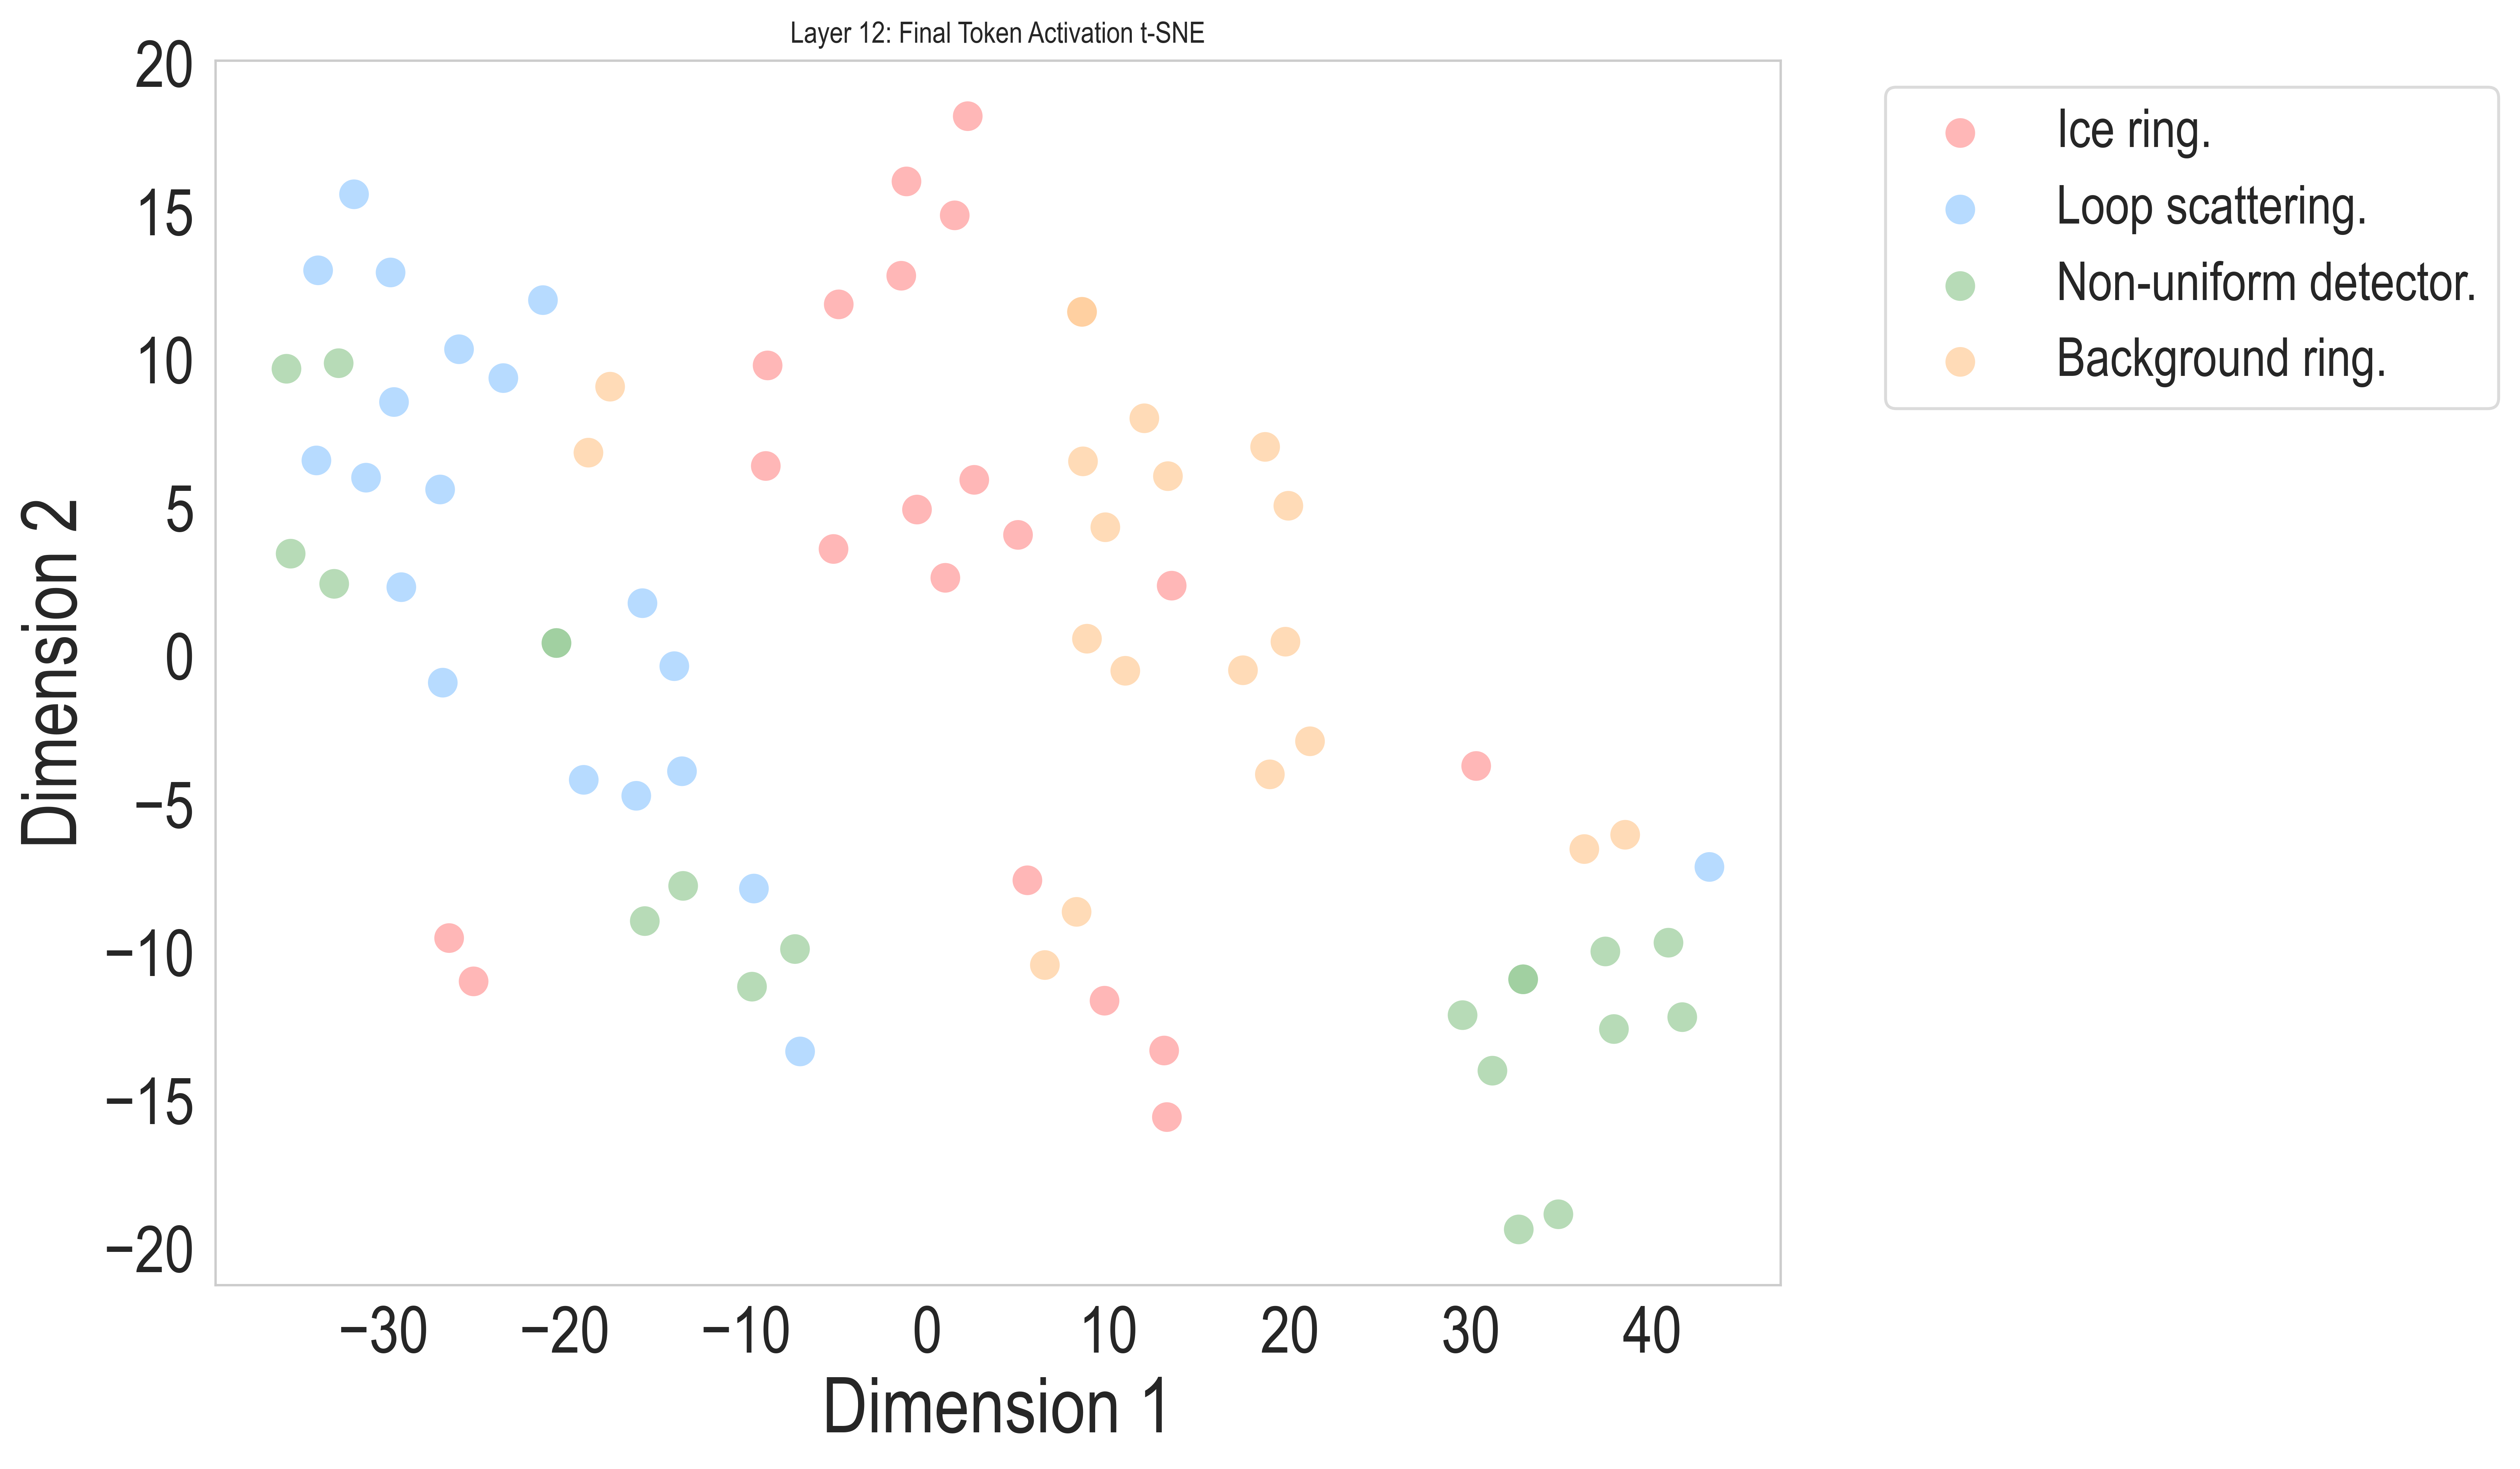 Layer 12: Final Token Activation t-SNE
20
15
10
5
0
−5
−10
−15
−20
Dimension 2
−30 −20 −10 0 10 20 30 40
Dimension 1
Ice ring.
Loop scattering.
Non-uniform detector.
Background ring.